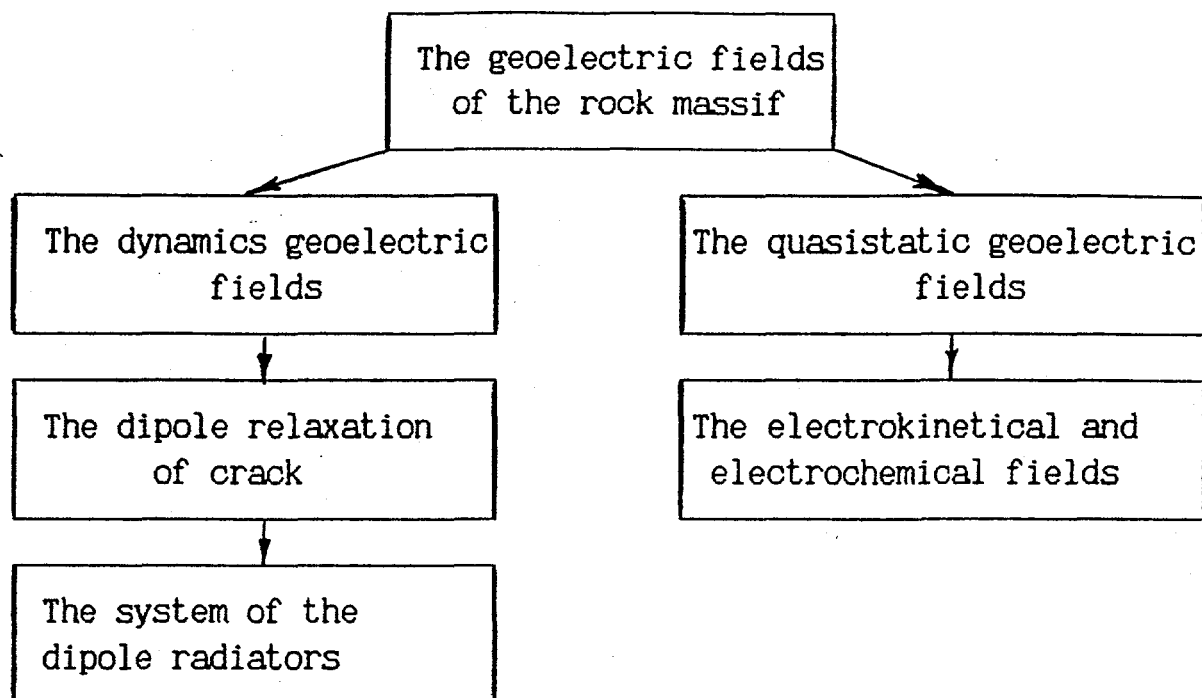 The geoelectric fields
of the rock massif
The dynamics geoelectric
fields
The quasistatic geoelectric
fields
The dipole relaxation
of crack
The electrokinetical and
electrochemical fields
The system of the
dipole radiators